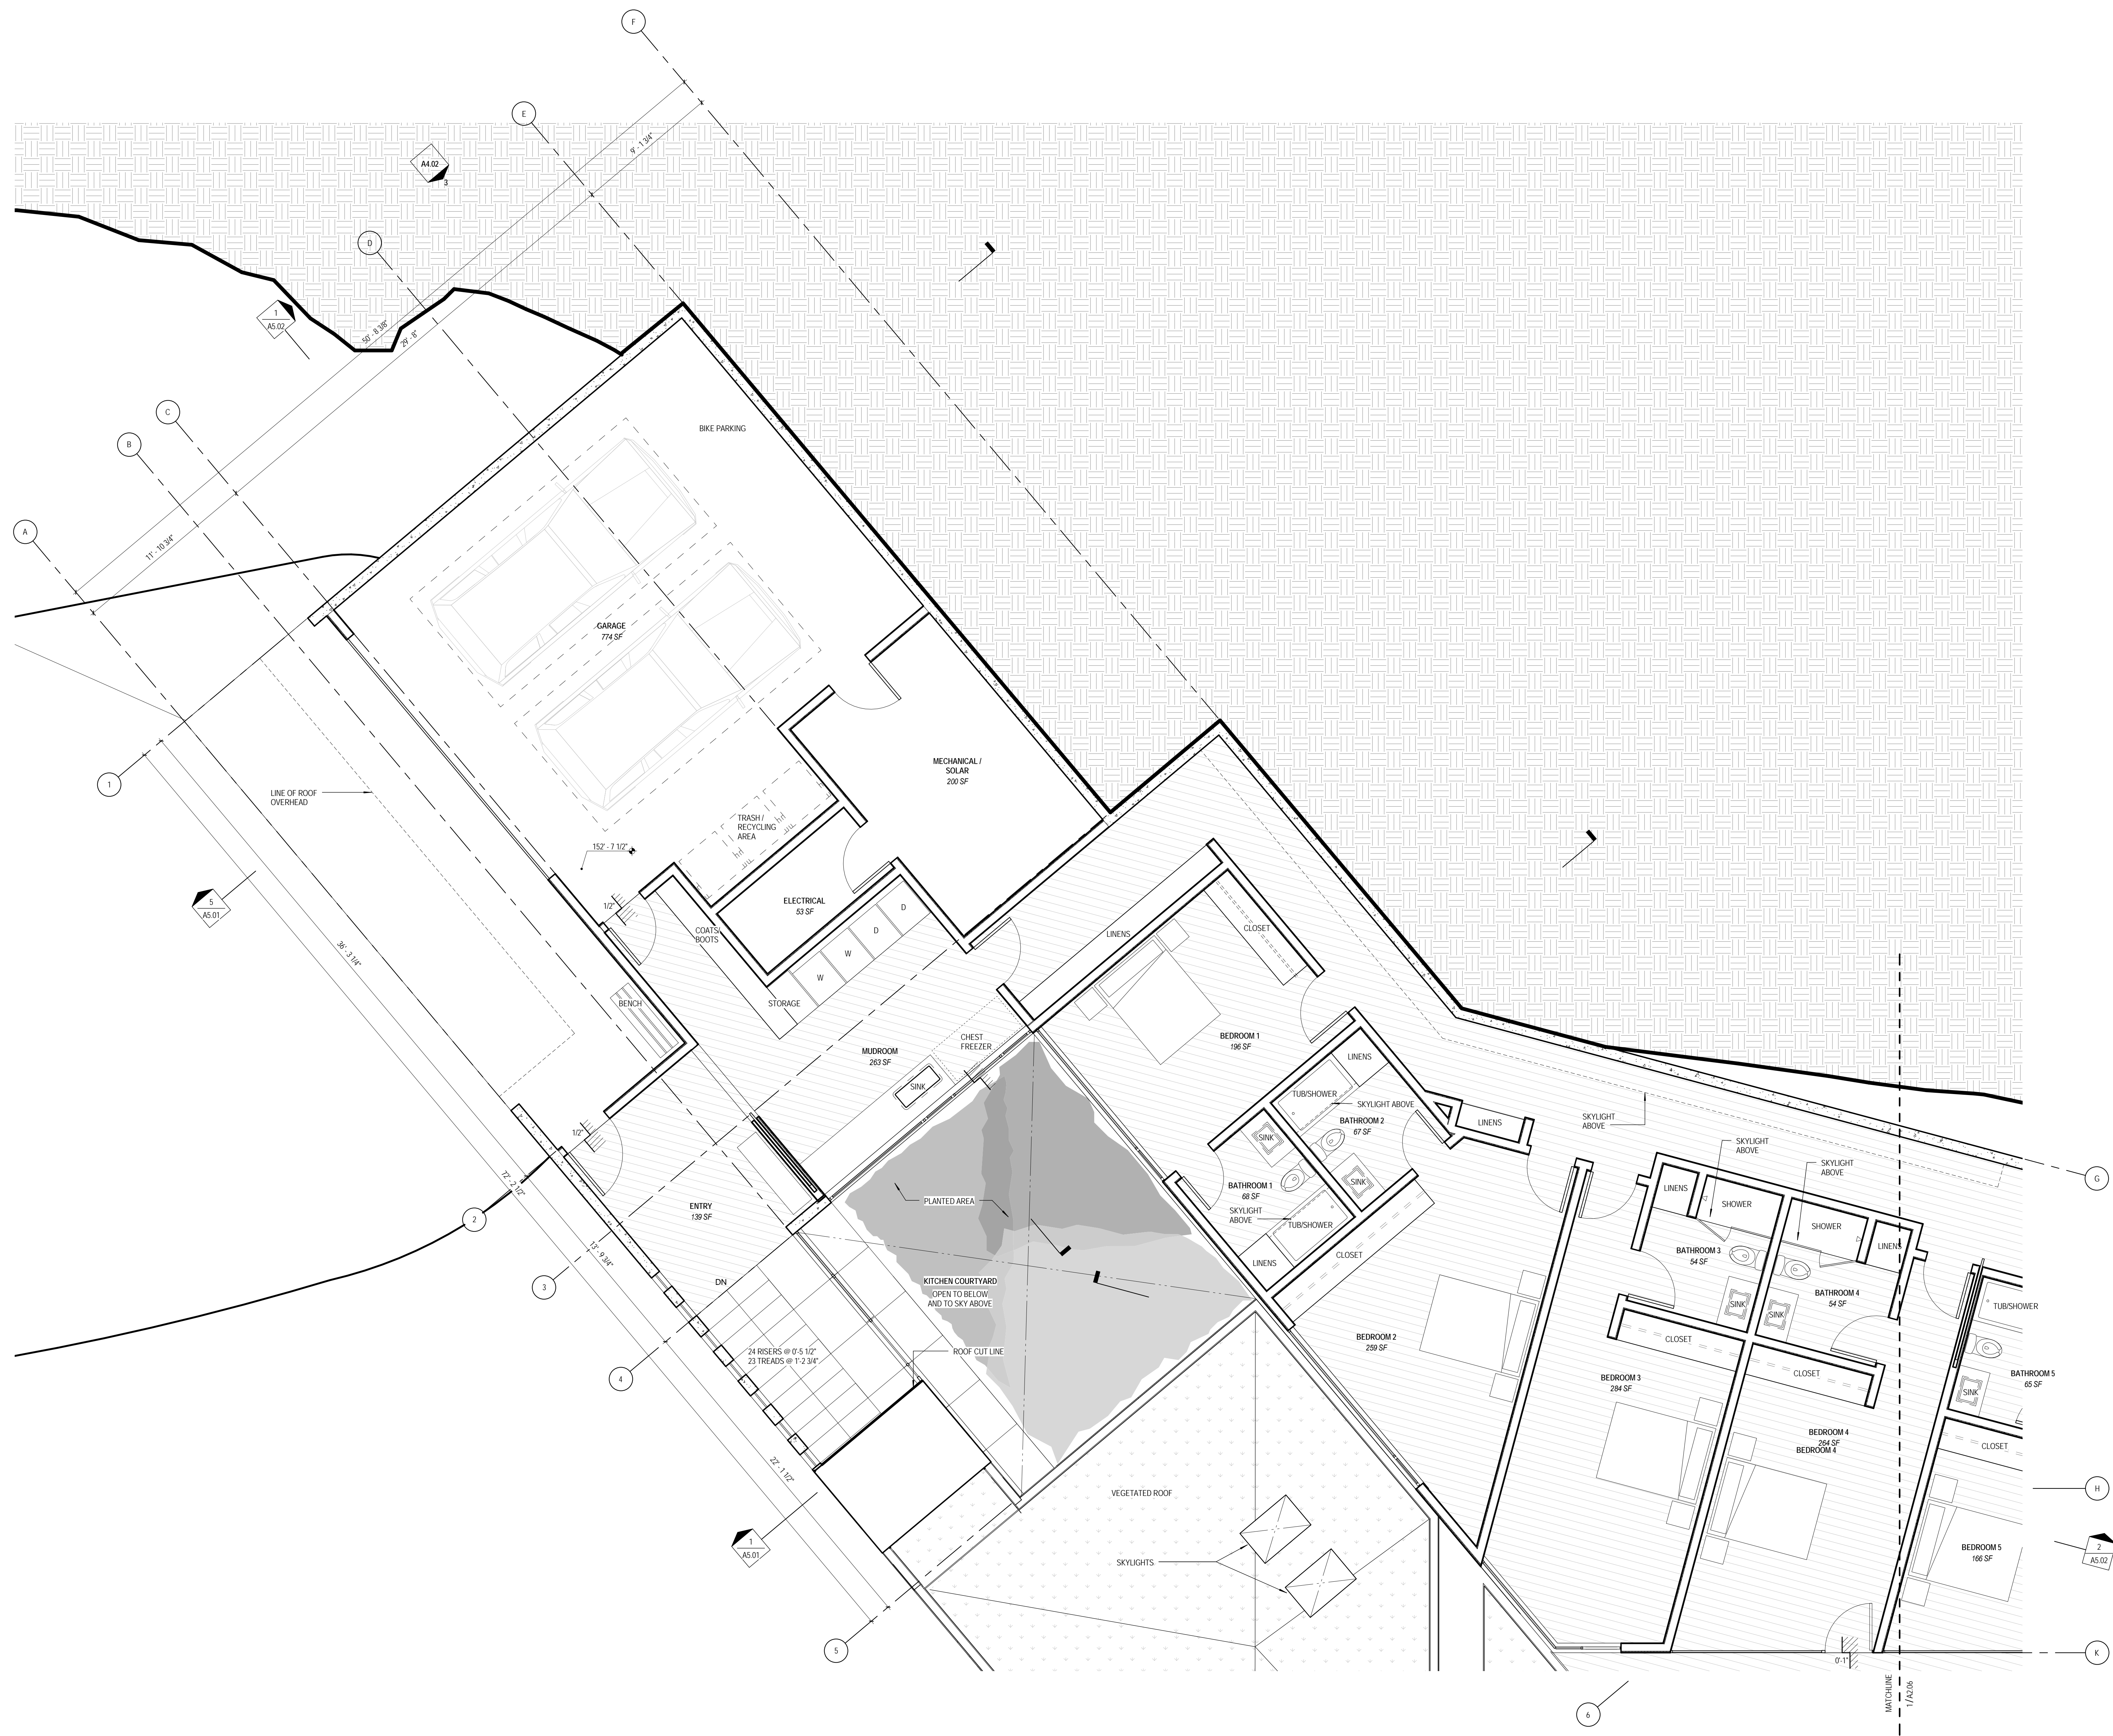 F
E
9' - 1 3/4"
A4.02
3
D
1
A5.02
50' - 8 3/8"
29' - 8"
C
B
A
11' - 10 3/4"
BIKE PARKING
GARAGE
774 SF
1
LINE OF ROOF
OVERHEAD
MECHANICAL /
SOLAR
200 SF
TRASH /
RECYCLING
AREA
152' - 7 1/2"
5
A5.01
1/2"
ELECTRICAL
53 SF
COATS/
BOOTS
D
D
W
W
STORAGE
BENCH
36' - 3 1/4"
LINENS
CLOSET
MUDROOM
263 SF
CHEST
FREEZER
SINK
BEDROOM 1
196 SF
LINENS
TUB/SHOWER
SKYLIGHT ABOVE
BATHROOM 2
67 SF
SINK
SINK
LINENS
SKYLIGHT
ABOVE
1/2"
72' - 2 1/2"
2
ENTRY
139 SF
PLANTED AREA
BATHROOM 1
68 SF
SKYLIGHT
ABOVE
TUB/SHOWER
LINENS
CLOSET
SKYLIGHT
ABOVE
SKYLIGHT
ABOVE
LINENS
SHOWER
SHOWER
LINENS
G
BATHROOM 3
54 SF
BATHROOM 4
54 SF
SINK
SINK
TUB/SHOWER
3
13' - 9 3/4"
DN
KITCHEN COURTYARD
OPEN TO BELOW
AND TO SKY ABOVE
24 RISERS @ 0'-5 1/2"
23 TREADS @ 1'-2 3/4"
ROOF CUT LINE
4
BEDROOM 2
259 SF
BEDROOM 3
284 SF
CLOSET
CLOSET
BATHROOM 5
65 SF
SINK
BEDROOM 4
264 SF
BEDROOM 4
CLOSET
22' - 1 1/2"
VEGETATED ROOF
H
1
A5.01
SKYLIGHTS
BEDROOM 5
166 SF
2
A5.02
5
0'-1"
K
6
MATCHLINE
1 / A2.06